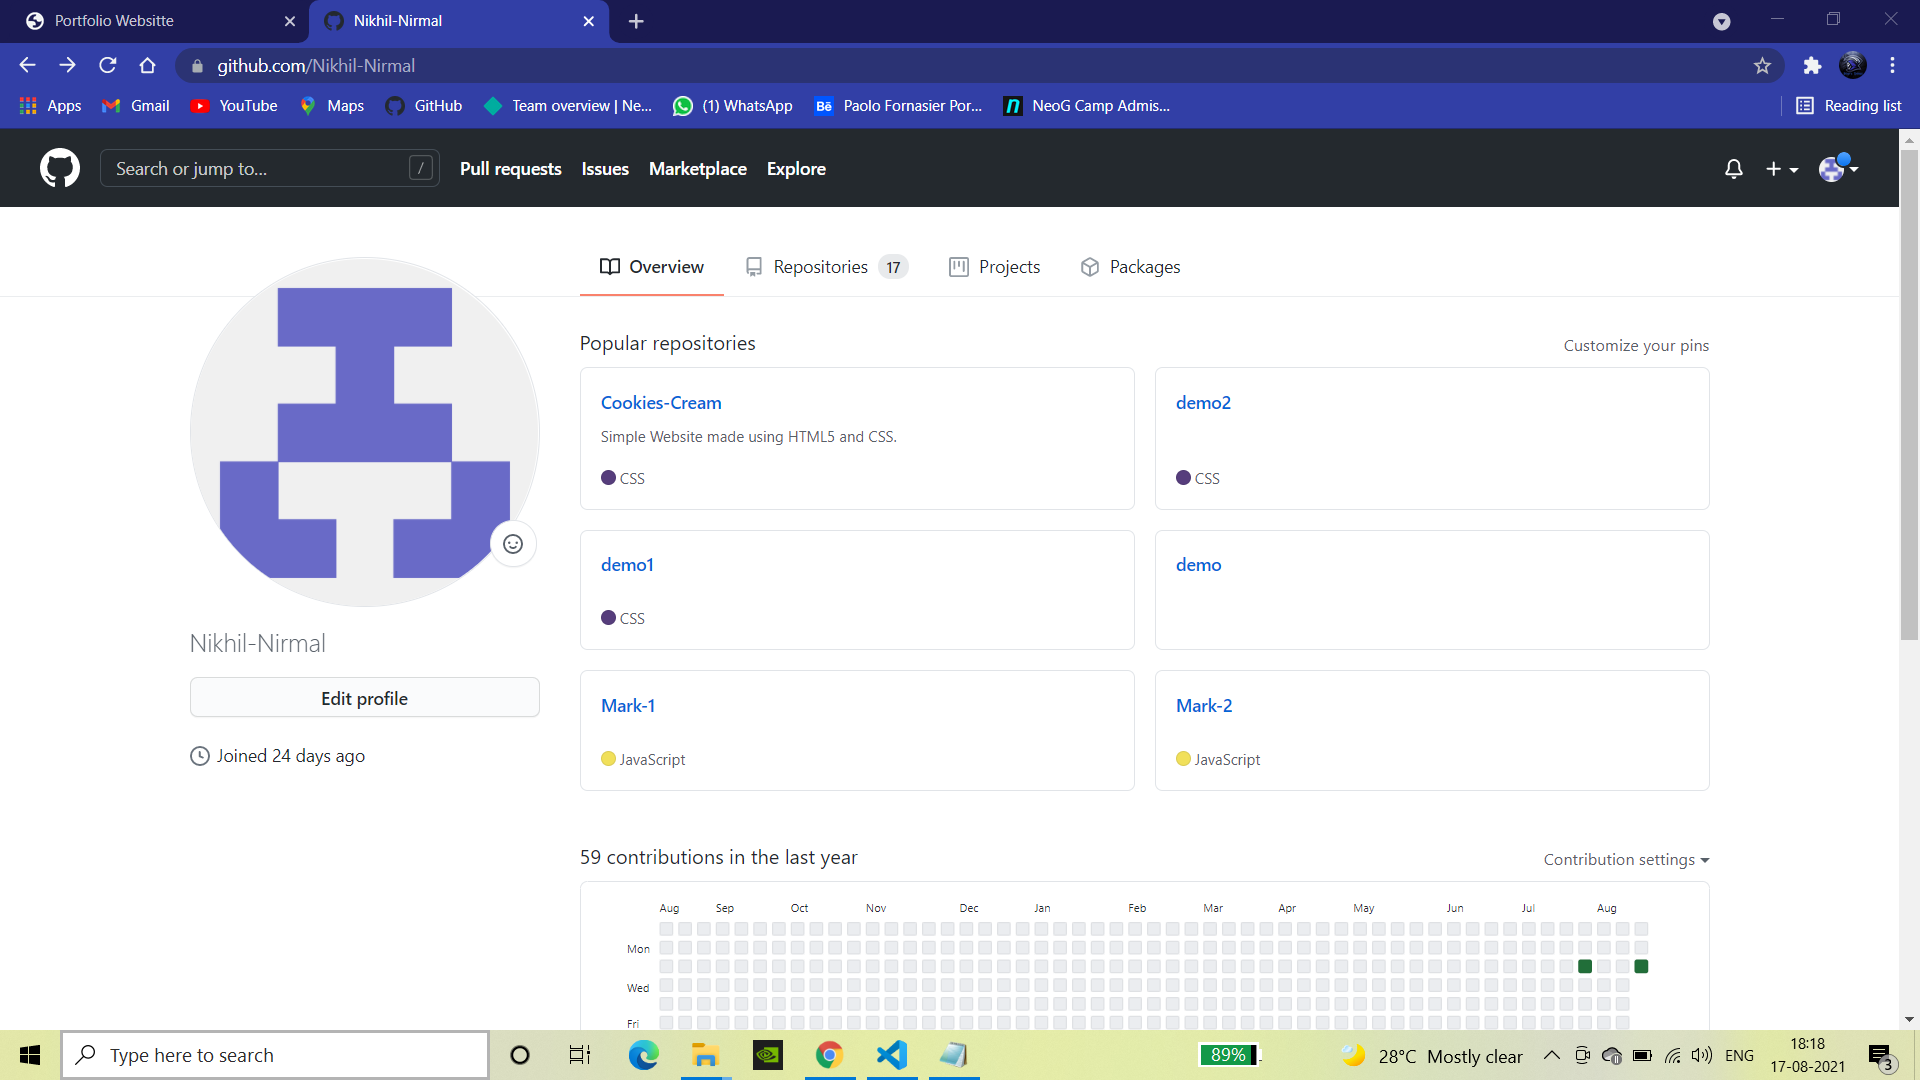 Portfolio Websitte
Nikhil-Nirmal
github.com/Nikhil-Nirmal
Apps Gmail YouTube Maps GitHub Team overview | Ne... (1) WhatsApp Bē Paolo Fornasier Por... n NeoG Camp Admis... Reading list
Search or jump to... / Pull requests Issues Marketplace Explore
Overview Repositories 17 Projects Packages
Popular repositories Customize your pins
Cookies-Cream
Simple Website made using HTML5 and CSS.
CSS
demo2
CSS
demo1
CSS
demo
Mark-1
JavaScript
Mark-2
JavaScript
Nikhil-Nirmal
Edit profile
Joined 24 days ago
59 contributions in the last year Contribution settings
Aug Sep Oct Nov Dec Jan Feb Mar Apr May Jun Jul Aug
Mon
Wed
Fri
Type here to search 89% 28°C Mostly clear ENG 18:18
17-08-2021 3